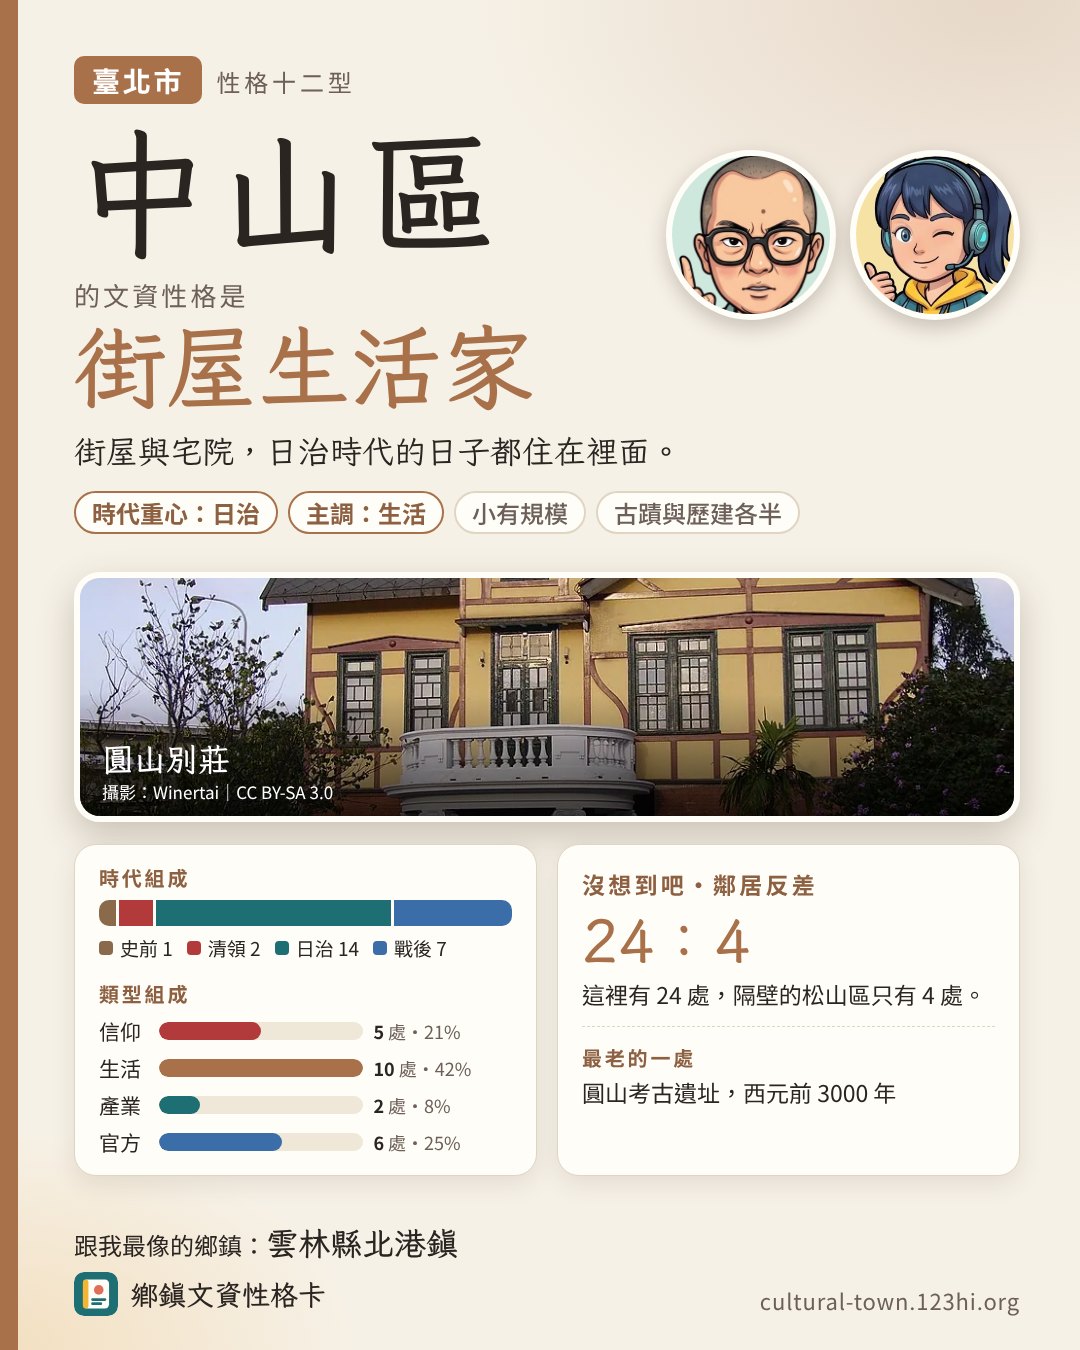 臺北市 性格十二型
中山區
的文資性格是
街屋生活家
街屋與宅院，日治時代的日子都住在裡面。
時代重心：日治 主調：生活 小有規模 古蹟與歷建各半
圓山別莊
攝影：Winertai｜CC BY-SA 3.0
時代組成
史前 1 清領 2 日治 14 戰後 7
類型組成
信仰 5 處・21%
生活 10 處・42%
產業 2 處・8%
官方 6 處・25%
沒想到吧・鄰居反差
24：4
這裡有 24 處，隔壁的松山區只有 4 處。
最老的一處
圓山考古遺址，西元前 3000 年
跟我最像的鄉鎮：雲林縣北港鎮
鄉鎮文資性格卡
cultural-town.123hi.org